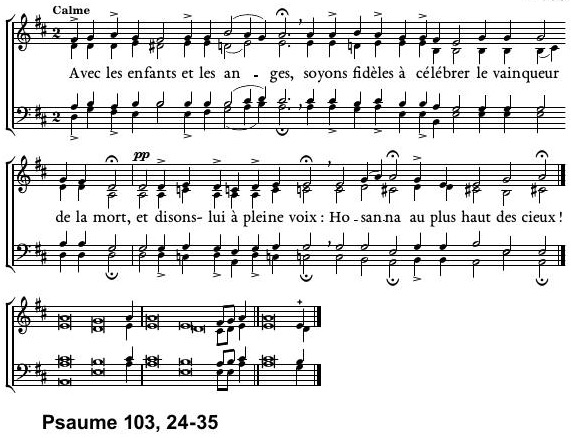 Calme
Avec les enfants et les an - ges, soyons fidèles à célébrer le vainqueur
pp
de la mort, et disons- lui à pleine voix : Ho - san-na au plus haut des cieux !
Psaume 103, 24-35